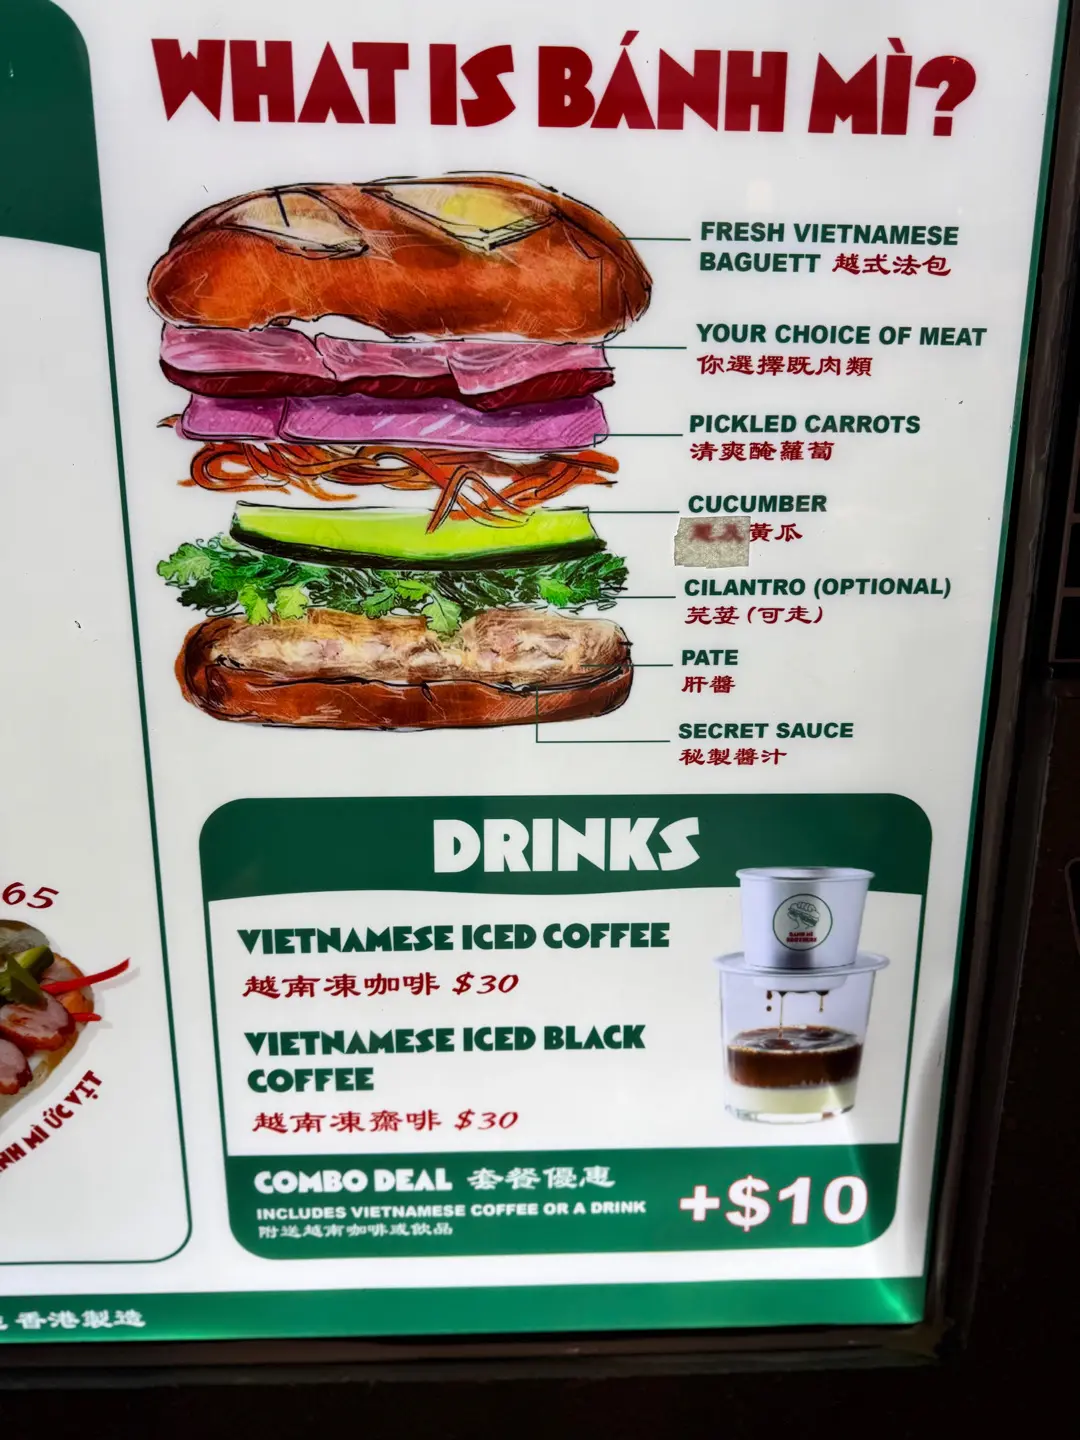 WHAT IS BÁNH MÌ?
FRESH VIETNAMESE
BAGUETT 越式法包
YOUR CHOICE OF MEAT
你選擇既肉類
PICKLED CARROTS
清爽醃蘿蔔
CUCUMBER
黃瓜
CILANTRO (OPTIONAL)
芫荽 (可走)
PATE
肝醬
SECRET SAUCE
秘製醬汁
65
NH MÌ ỨC VỊT
DRINKS
VIETNAMESE ICED COFFEE
越南凍咖啡 $30
VIETNAMESE ICED BLACK
COFFEE
越南凍齋啡 $30
BÁNH MÌ
BROTHERS
COMBO DEAL 套餐優惠
INCLUDES VIETNAMESE COFFEE OR A DRINK
附送越南咖啡或飲品
+$10
香港製造